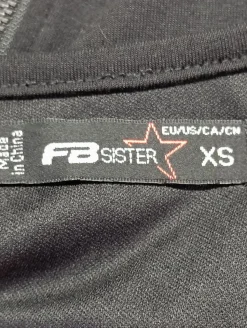 Made
in China
FB SISTER
EU/US/CA/CN
XS